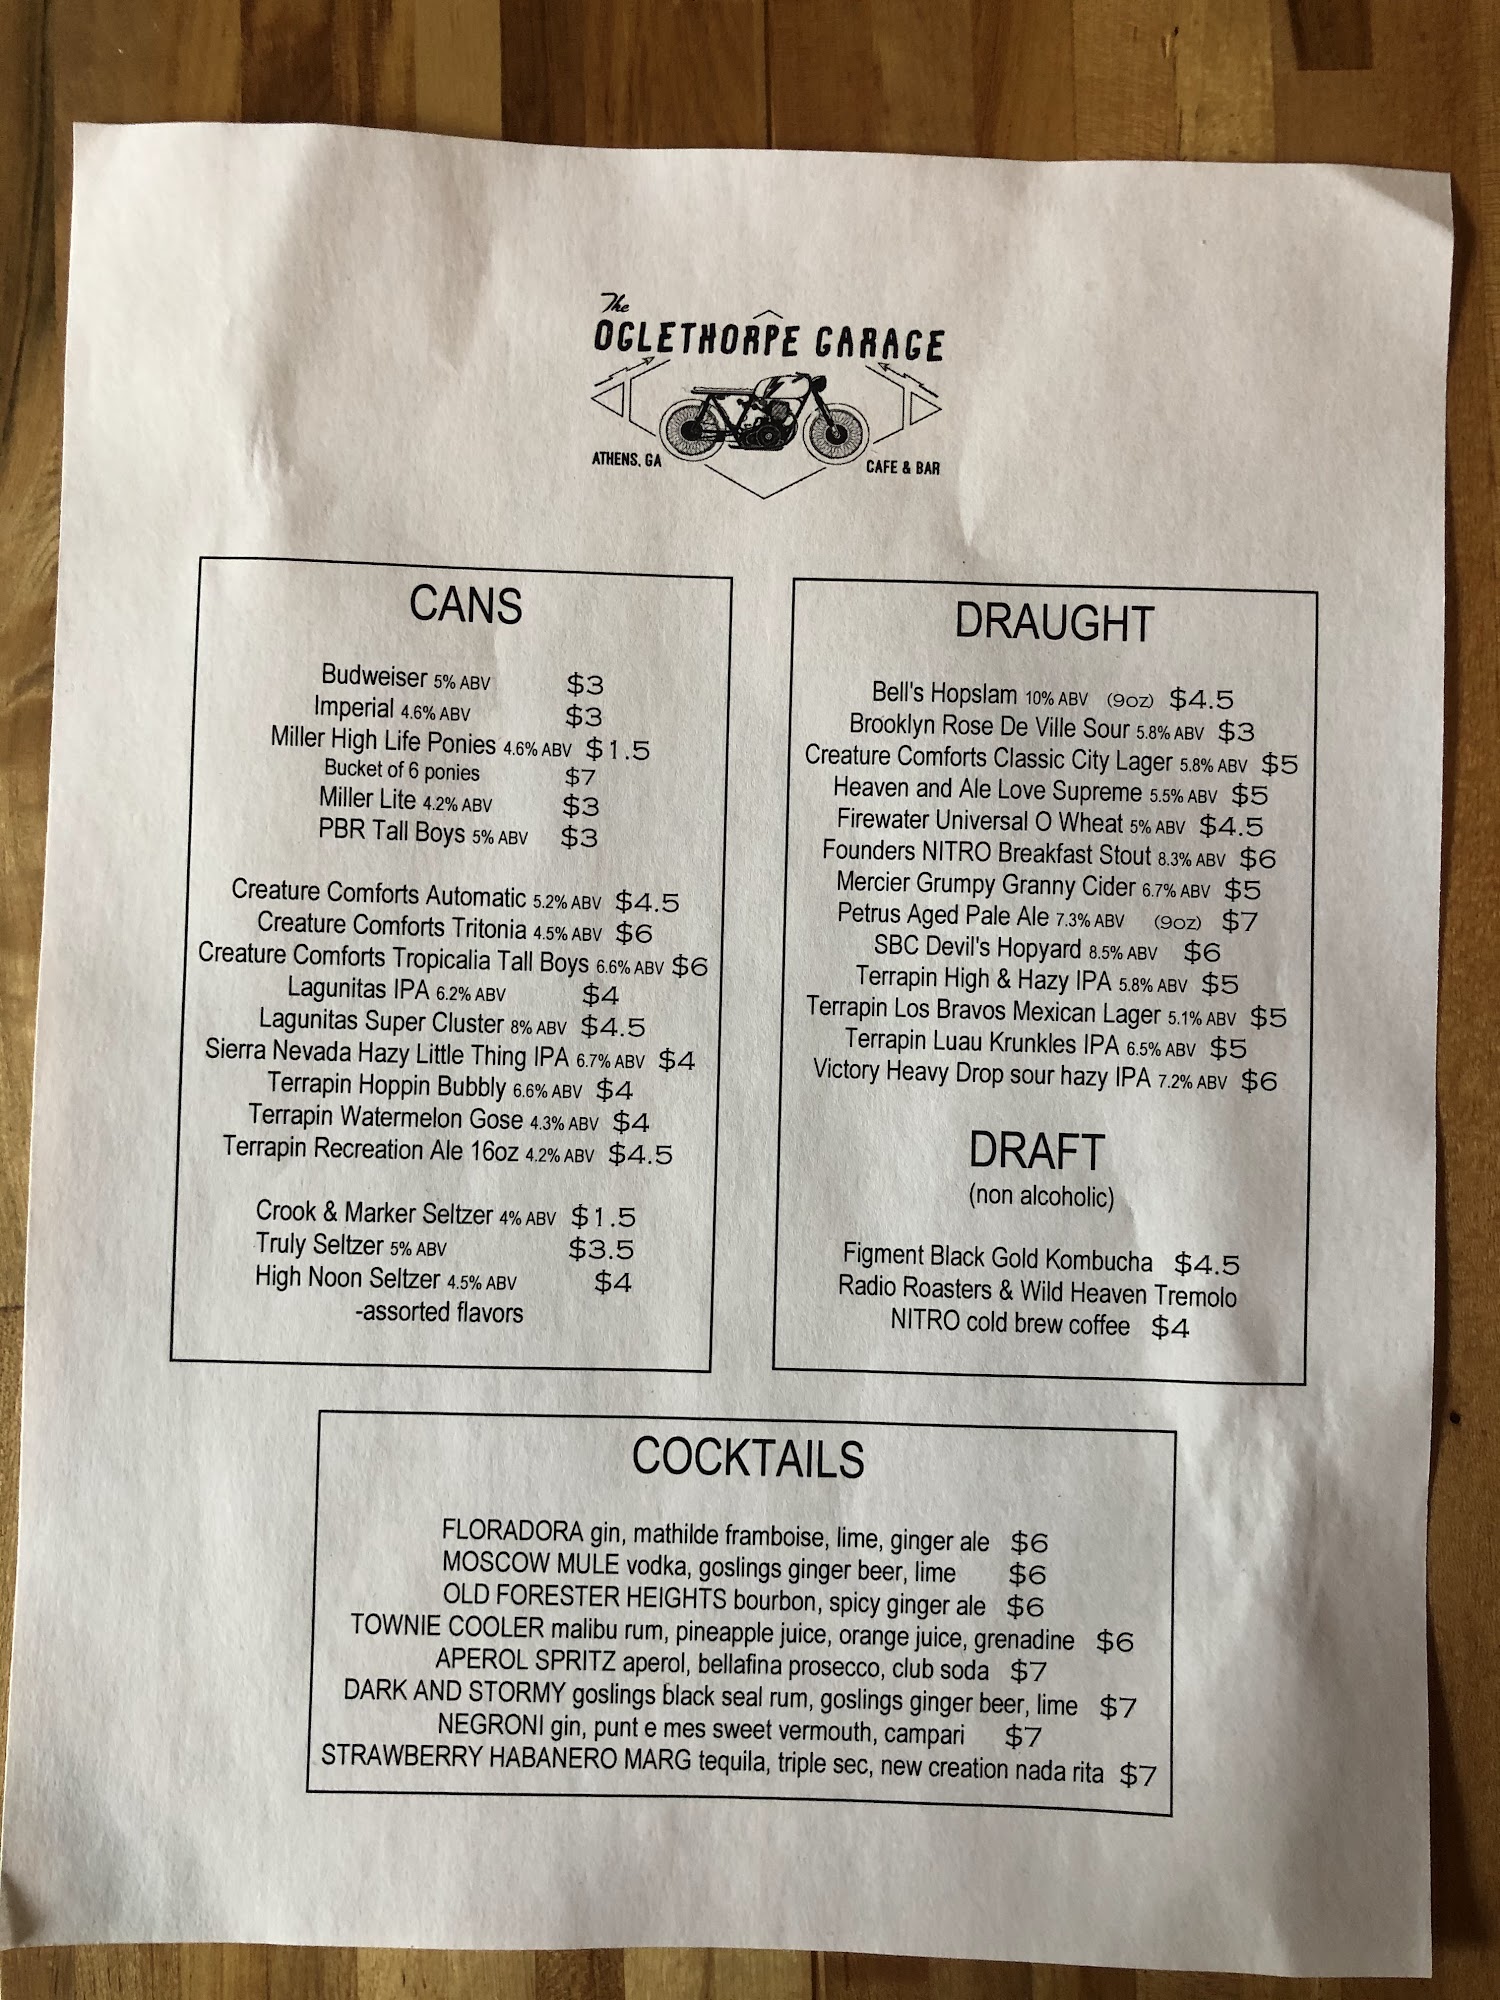 The
OGLETHORPE GARAGE
ATHENS, GA
CAFE & BAR
CANS
Budweiser 5% ABV $3
Imperial 4.6% ABV $3
Miller High Life Ponies 4.6% ABV $1.5
Bucket of 6 ponies $7
Miller Lite 4.2% ABV $3
PBR Tall Boys 5% ABV $3
Creature Comforts Automatic 5.2% ABV $4.5
Creature Comforts Tritonia 4.5% ABV $6
Creature Comforts Tropicalia Tall Boys 6.6% ABV $6
Lagunitas IPA 6.2% ABV $4
Lagunitas Super Cluster 8% ABV $4.5
Sierra Nevada Hazy Little Thing IPA 6.7% ABV $4
Terrapin Hoppin Bubbly 6.6% ABV $4
Terrapin Watermelon Gose 4.3% ABV $4
Terrapin Recreation Ale 16oz 4.2% ABV $4.5
Crook & Marker Seltzer 4% ABV $1.5
Truly Seltzer 5% ABV $3.5
High Noon Seltzer 4.5% ABV $4
-assorted flavors
DRAUGHT
Bell's Hopslam 10% ABV (9oz) $4.5
Brooklyn Rose De Ville Sour 5.8% ABV $3
Creature Comforts Classic City Lager 5.8% ABV $5
Heaven and Ale Love Supreme 5.5% ABV $5
Firewater Universal O Wheat 5% ABV $4.5
Founders NITRO Breakfast Stout 8.3% ABV $6
Mercier Grumpy Granny Cider 6.7% ABV $5
Petrus Aged Pale Ale 7.3% ABV (9oz) $7
SBC Devil's Hopyard 8.5% ABV $6
Terrapin High & Hazy IPA 5.8% ABV $5
Terrapin Los Bravos Mexican Lager 5.1% ABV $5
Terrapin Luau Krunkles IPA 6.5% ABV $5
Victory Heavy Drop sour hazy IPA 7.2% ABV $6
DRAFT
(non alcoholic)
Figment Black Gold Kombucha $4.5
Radio Roasters & Wild Heaven Tremolo
NITRO cold brew coffee $4
COCKTAILS
FLORADORA gin, mathilde framboise, lime, ginger ale $6
MOSCOW MULE vodka, goslings ginger beer, lime $6
OLD FORESTER HEIGHTS bourbon, spicy ginger ale $6
TOWNIE COOLER malibu rum, pineapple juice, orange juice, grenadine $6
APEROL SPRITZ aperol, bellafina prosecco, club soda $7
DARK AND STORMY goslings black seal rum, goslings ginger beer, lime $7
NEGRONI gin, punt e mes sweet vermouth, campari $7
STRAWBERRY HABANERO MARG tequila, triple sec, new creation nada rita $7